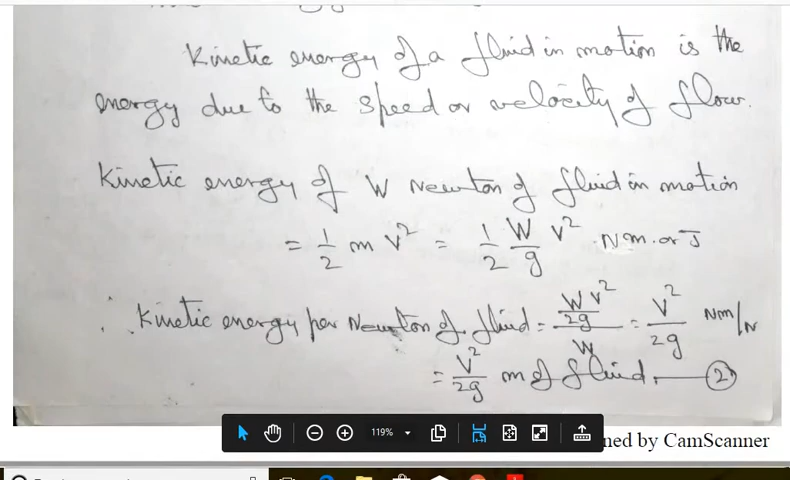 Kinetic energy of a fluid in motion is the
energy due to the speed or velocity of flow.
Kinetic energy of W Newton of fluid in motion
= 1/2 m V² = 1/2 W/g V² N.m. or J
∴ Kinetic energy per Newton of fluid = (WV²/2g)/W = V²/2g Nm/N
= V²/2g m of fluid. —— ②
119%
ned by CamScanner